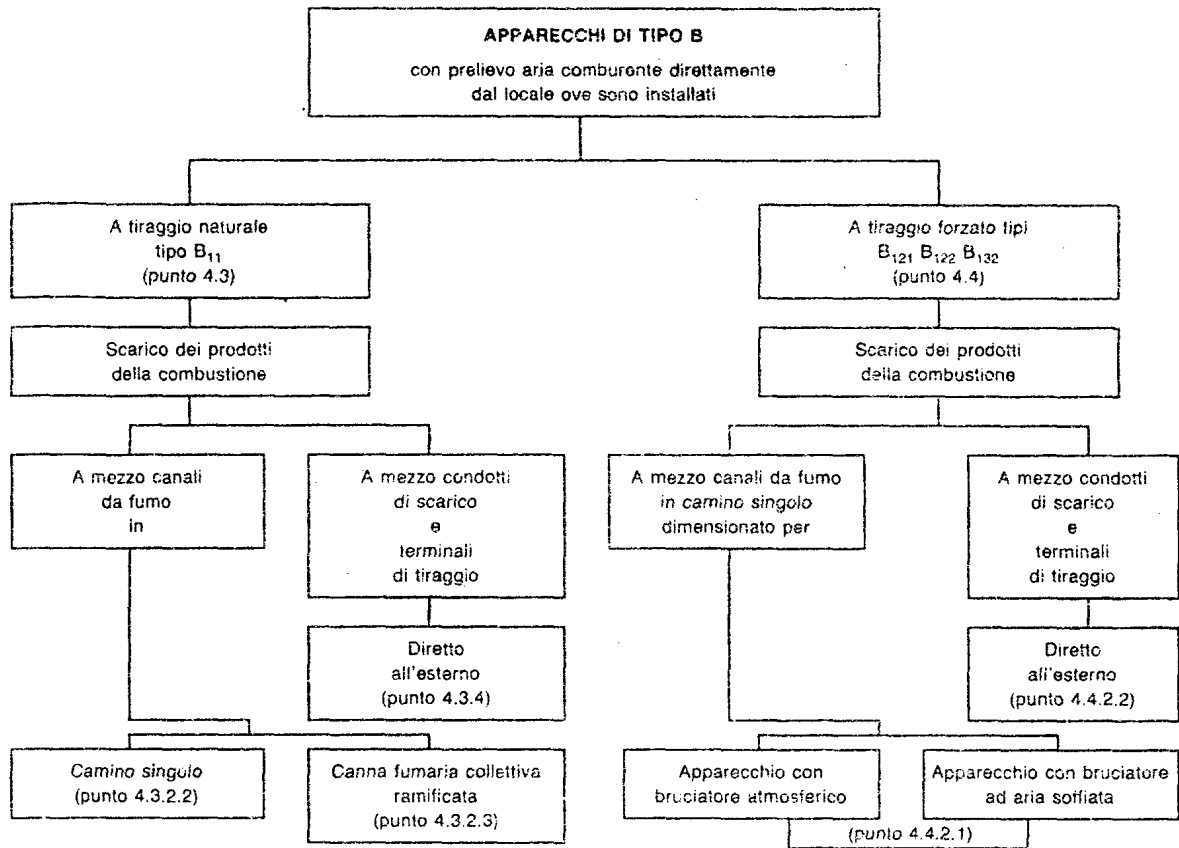 APPARECCHI DI TIPO B
con prelievo aria comburente direttamente
dal locale ove sono installati
A tiraggio naturale
tipo B₁₁
(punto 4.3)
A tiraggio forzato tipi
B₁₂₁ B₁₂₂ B₁₃₂
(punto 4.4)
Scarico dei prodotti
della combustione
Scarico dei prodotti
della combustione
A mezzo canali
da fumo
in
A mezzo condotti
di scarico
e
terminali
di tiraggio
A mezzo canali da fumo
in camino singolo
dimensionato per
A mezzo condotti
di scarico
e
terminali
di tiraggio
Diretto
all'esterno
(punto 4.3.4)
Diretto
all'esterno
(punto 4.4.2.2)
Camino singolo
(punto 4.3.2.2)
Canna fumaria collettiva
ramificata
(punto 4.3.2.3)
Apparecchio con
bruciatore atmosferico
Apparecchio con bruciatore
ad aria soffiata
(punto 4.4.2.1)